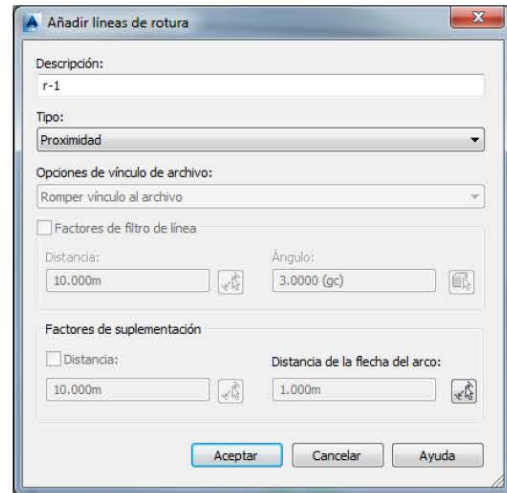 Añadir líneas de rotura
Descripción:
r-1
Tipo:
Proximidad
Opciones de vínculo de archivo:
Romper vínculo al archivo
Factores de filtro de línea
Distancia:
Ángulo:
10.000m
3.0000 (gc)
Factores de suplementación
Distancia:
Distancia de la flecha del arco:
10.000m
1.000m
Aceptar
Cancelar
Ayuda